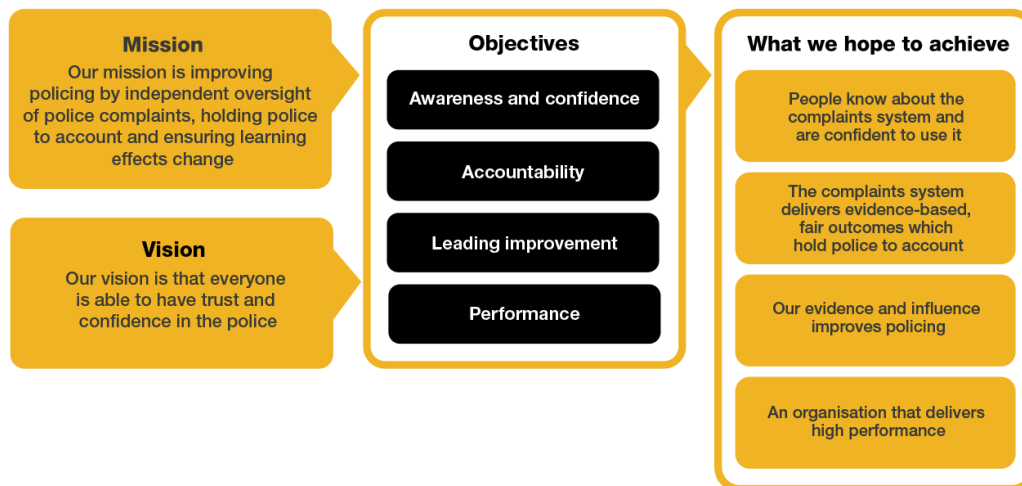 Mission
Our mission is improving
policing by independent oversight
of police complaints, holding police
to account and ensuring learning
effects change
Vision
Our vision is that everyone
is able to have trust and
confidence in the police
Objectives
Awareness and confidence
Accountability
Leading improvement
Performance
What we hope to achieve
People know about the
complaints system and
are confident to use it
The complaints system
delivers evidence-based,
fair outcomes which
hold police to account
Our evidence and influence
improves policing
An organisation that delivers
high performance